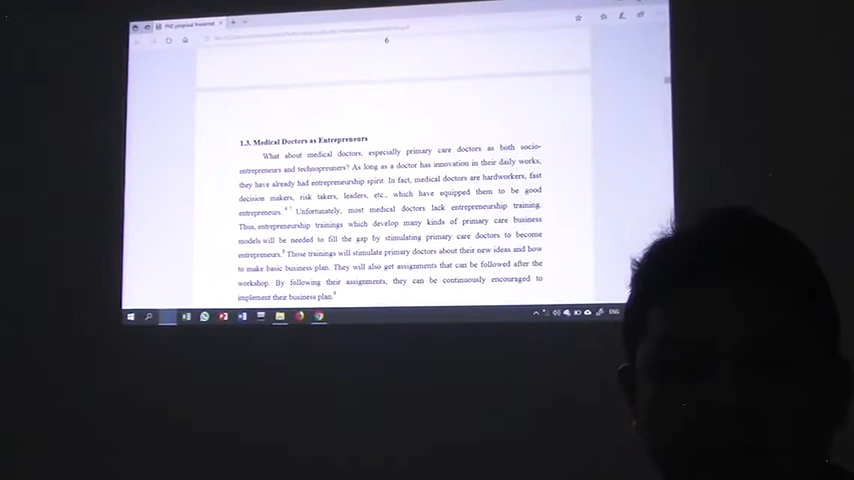 PhD proposal Presented
6
1.3. Medical Doctors as Entrepreneurs
What about medical doctors, especially primary care doctors as both socio-
entrepreneurs and technopreuners? As long as a doctor has innovation in their daily works,
they have already had entrepreneurship spirit. In fact, medical doctors are hardworkers, fast
decision makers, risk takers, leaders, etc., which have equipped them to be good
entrepreneurs. Unfortunately, most medical doctors lack entrepreneurship training.
Thus, entrepreneurship trainings which develop many kinds of primary care business
models will be needed to fill the gap by stimulating primary care doctors to become
entrepreneurs. Those trainings will stimulate primary doctors about their new ideas and how
to make basic business plan. They will also get assignments that can be followed after the
workshop. By following their assignments, they can be continuously encouraged to
implement their business plan.
ENG